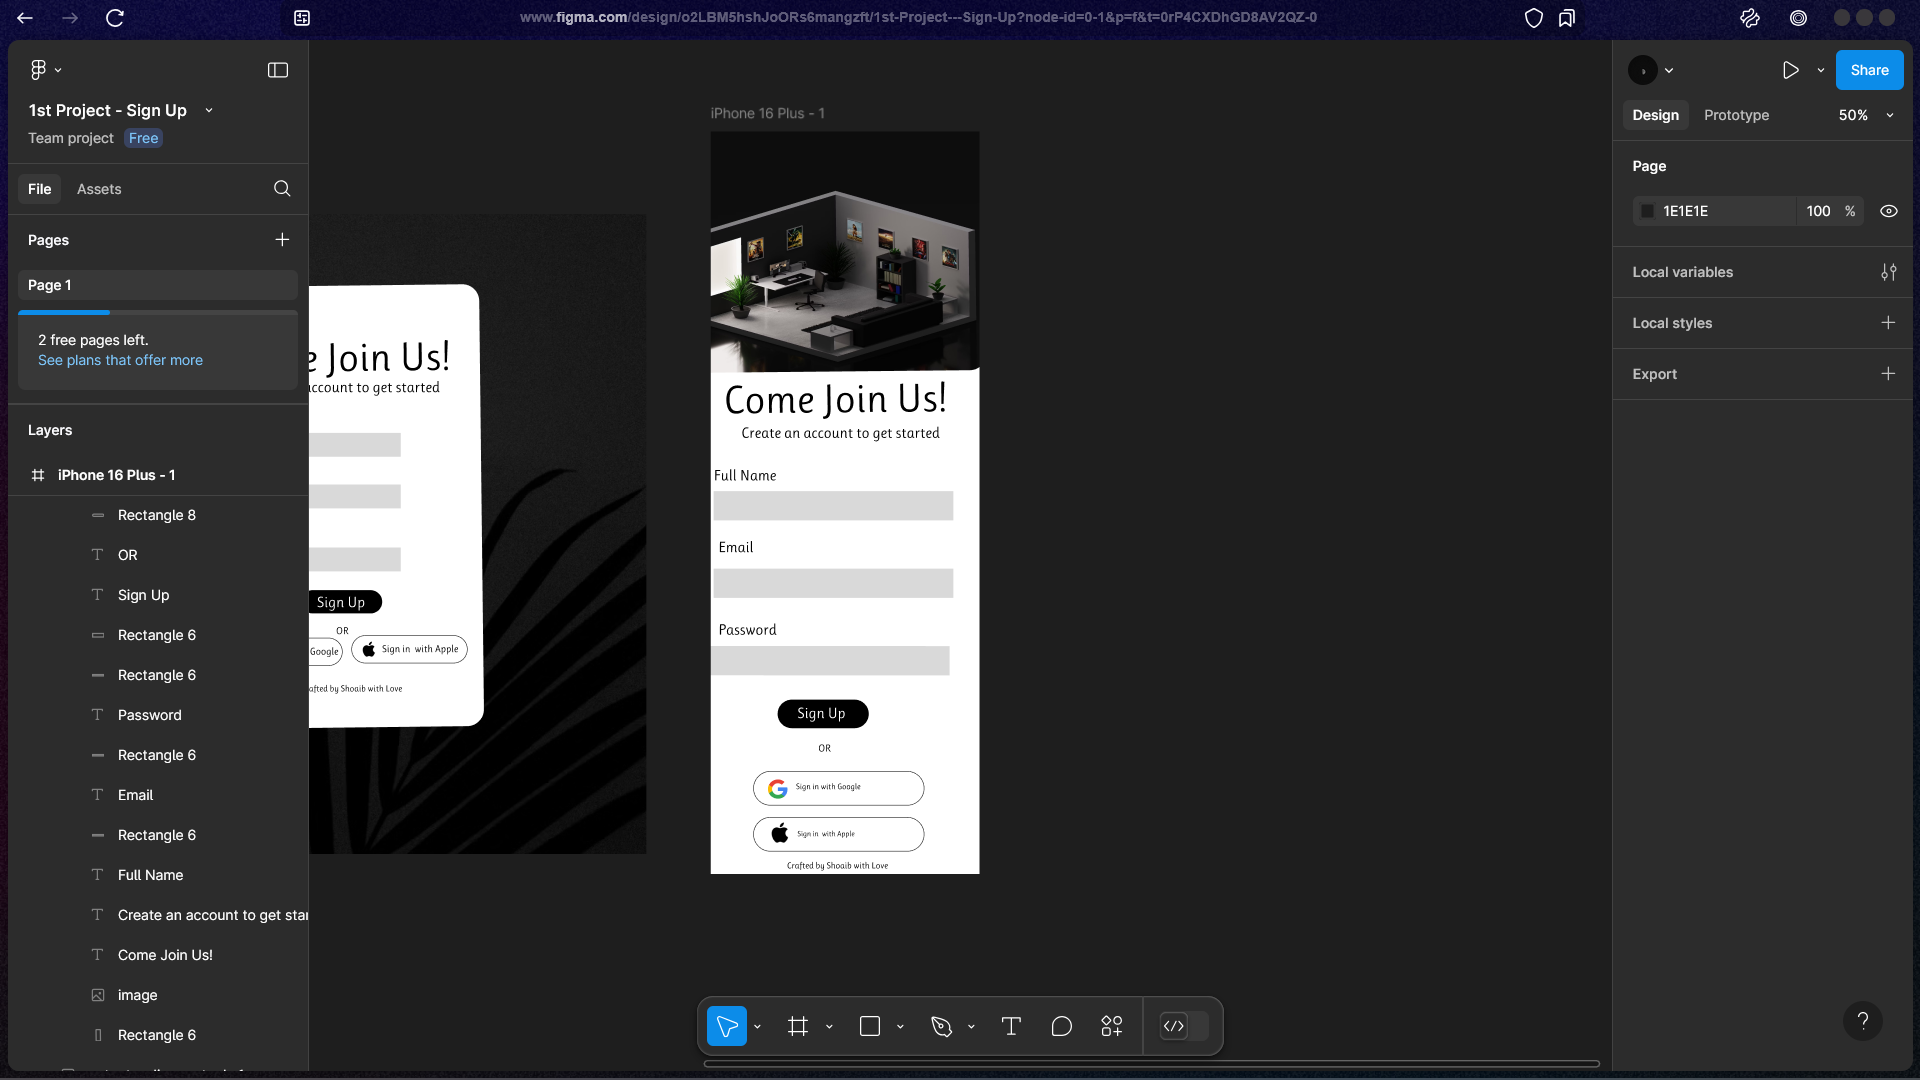 www.figma.com/design/o2LBM5hshJoORs6mangzft/1st-Project---Sign-Up?node-id=0-1&p=f&t=0rP4CXDhGD8AV2QZ-0
1st Project - Sign Up
Team project Free
File Assets
Pages
Page 1
2 free pages left.
See plans that offer more
Layers
iPhone 16 Plus - 1
Rectangle 8
OR
Sign Up
Rectangle 6
Rectangle 6
Password
Rectangle 6
Email
Rectangle 6
Full Name
Create an account to get star
Come Join Us!
image
Rectangle 6
e Join Us!
account to get started
Sign Up
OR
Google
Sign in with Apple
afted by Shoaib with Love
iPhone 16 Plus - 1
Come Join Us!
Create an account to get started
Full Name
Email
Password
Sign Up
OR
Sign in with Google
Sign in with Apple
Crafted by Shoaib with Love
Share
Design Prototype 50%
Page
1E1E1E 100 %
Local variables
Local styles
Export
?